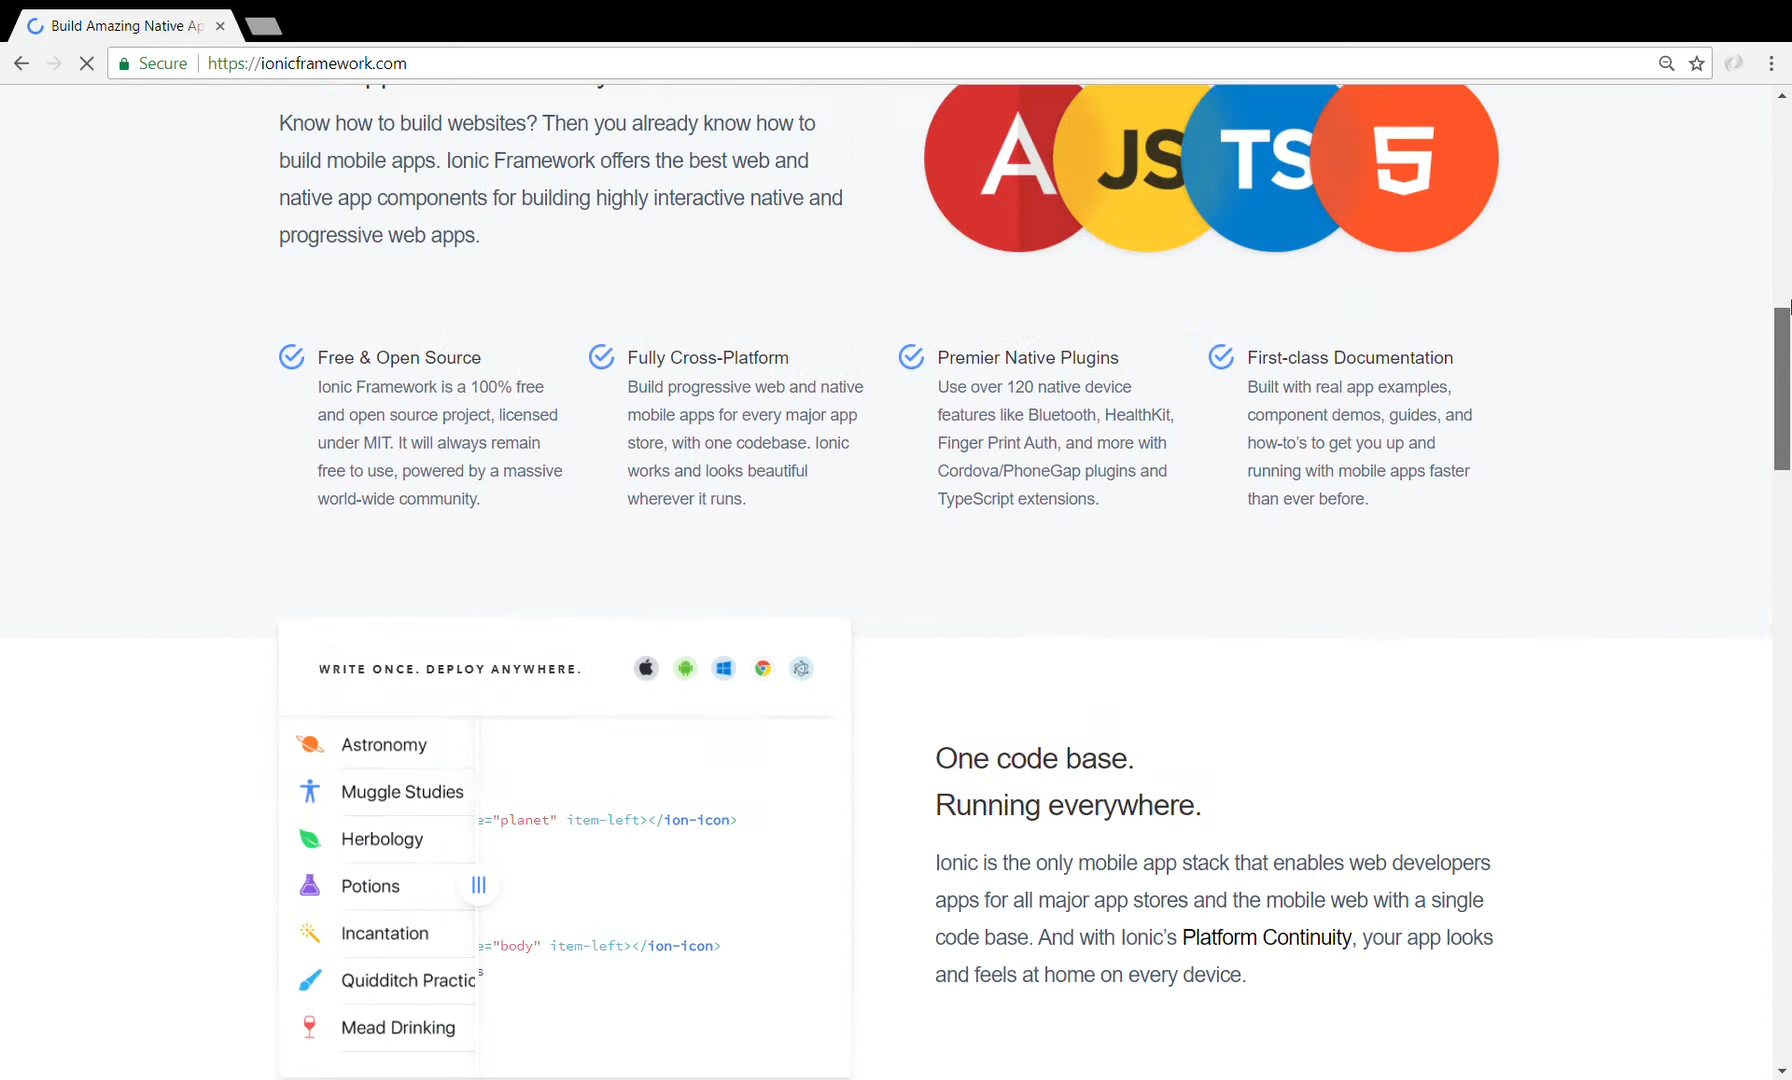 Build Amazing Native Ap
Secure
https://ionicframework.com
Know how to build websites? Then you already know how to
build mobile apps. Ionic Framework offers the best web and
native app components for building highly interactive native and
progressive web apps.
A JS TS 5
Free & Open Source
Ionic Framework is a 100% free
and open source project, licensed
under MIT. It will always remain
free to use, powered by a massive
world-wide community.
Fully Cross-Platform
Build progressive web and native
mobile apps for every major app
store, with one codebase. Ionic
works and looks beautiful
wherever it runs.
Premier Native Plugins
Use over 120 native device
features like Bluetooth, HealthKit,
Finger Print Auth, and more with
Cordova/PhoneGap plugins and
TypeScript extensions.
First-class Documentation
Built with real app examples,
component demos, guides, and
how-to's to get you up and
running with mobile apps faster
than ever before.
WRITE ONCE. DEPLOY ANYWHERE.
Astronomy
Muggle Studies
e="planet" item-left></ion-icon>
Herbology
Potions
Incantation
e="body" item-left></ion-icon>
s
Quidditch Practic
Mead Drinking
One code base.
Running everywhere.
Ionic is the only mobile app stack that enables web developers
apps for all major app stores and the mobile web with a single
code base. And with Ionic’s Platform Continuity, your app looks
and feels at home on every device.